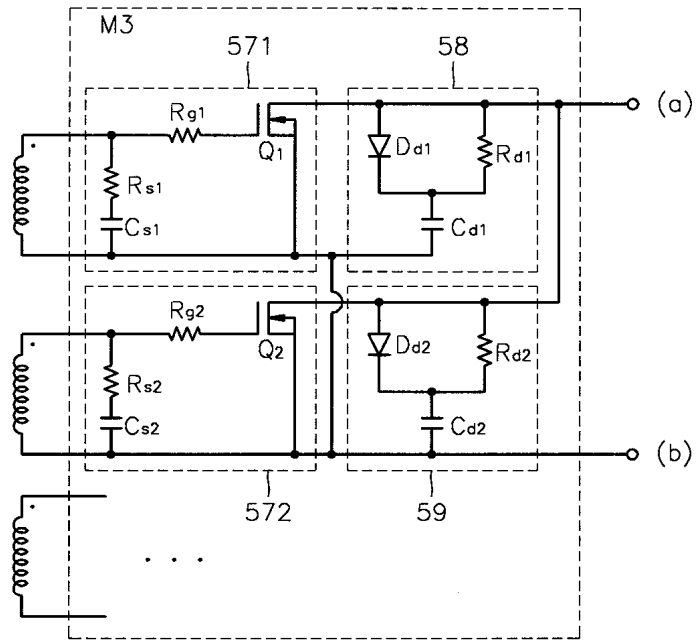 M3
571
58
(a)
Rg1
Q1
Dd1
Rd1
Rs1
Cs1
Cd1
Rg2
Q2
Dd2
Rd2
Rs2
Cs2
Cd2
(b)
572
59
. . .